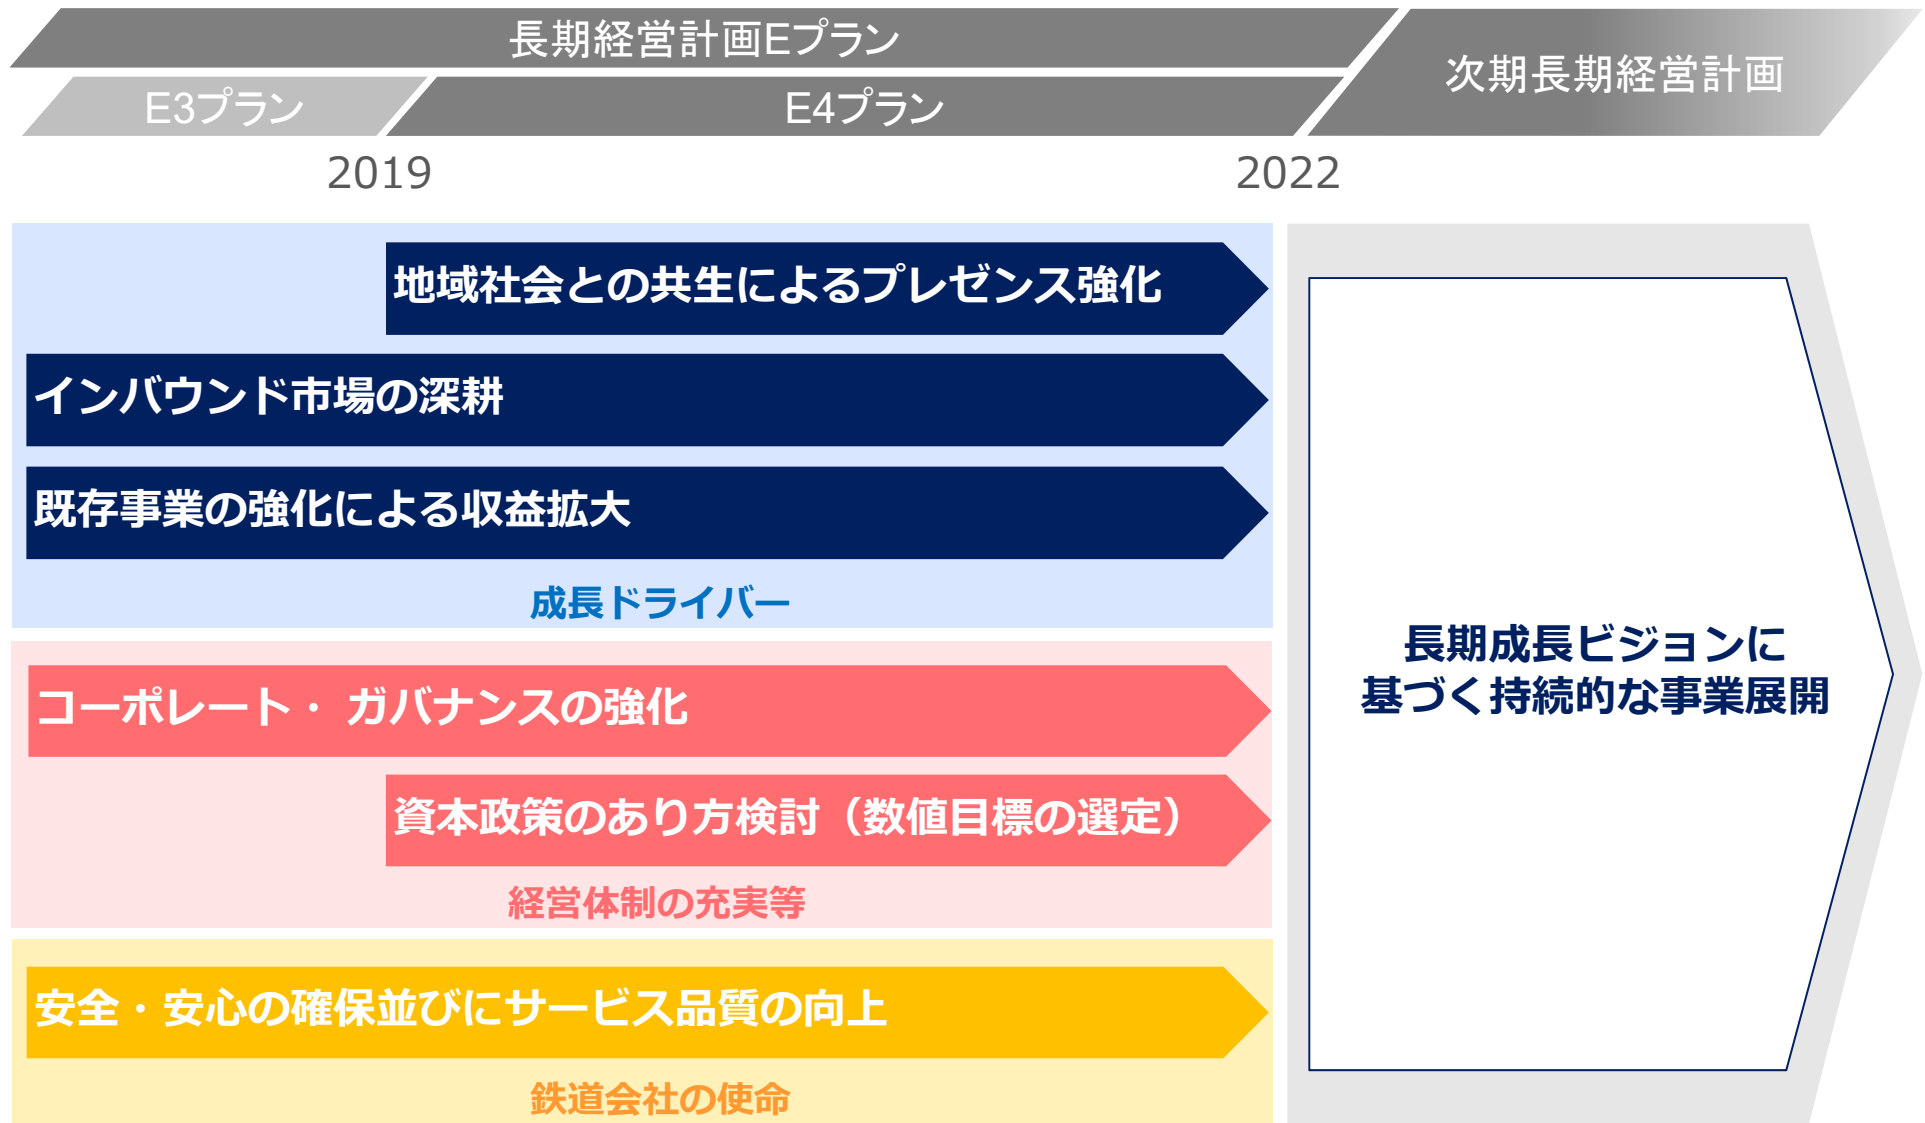 長期経営計画Eプラン
次期長期経営計画
E3プラン
E4プラン
2019
2022
地域社会との共生によるプレゼンス強化
インバウンド市場の深耕
既存事業の強化による収益拡大
成長ドライバー
コーポレート・ ガバナンスの強化
資本政策のあり方検討（数値目標の選定）
経営体制の充実等
安全・安心の確保並びにサービス品質の向上
鉄道会社の使命
長期成長ビジョンに
基づく持続的な事業展開